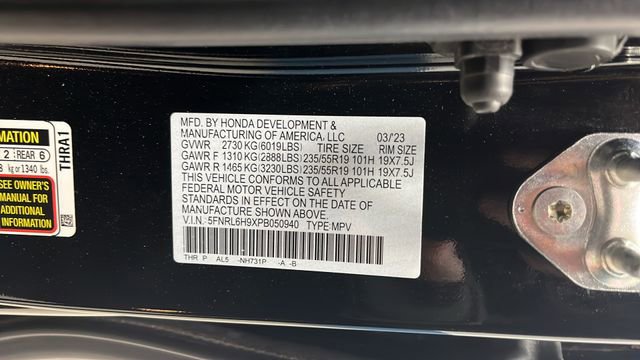 MATION
2 REAR 6
kg or 1340 lbs.
SEE OWNER'S
MANUAL FOR
ADDITIONAL
INFORMATION
THRA1
MFD. BY HONDA DEVELOPMENT &
MANUFACTURING OF AMERICA, LLC 03/'23
GVWR 2730 KG (6019LBS) TIRE SIZE RIM SIZE
GAWR F 1310 KG (2888LBS) 235/55R19 101H 19X7.5J
GAWR R 1465 KG (3230LBS) 235/55R19 101H 19X7.5J
THIS VEHICLE CONFORMS TO ALL APPLICABLE
FEDERAL MOTOR VEHICLE SAFETY
STANDARDS IN EFFECT ON THE DATE OF
MANUFACTURE SHOWN ABOVE.
V.I.N.: 5FNRL6H9XPB050940 TYPE:MPV
THR P AL5 -NH731P -A -B